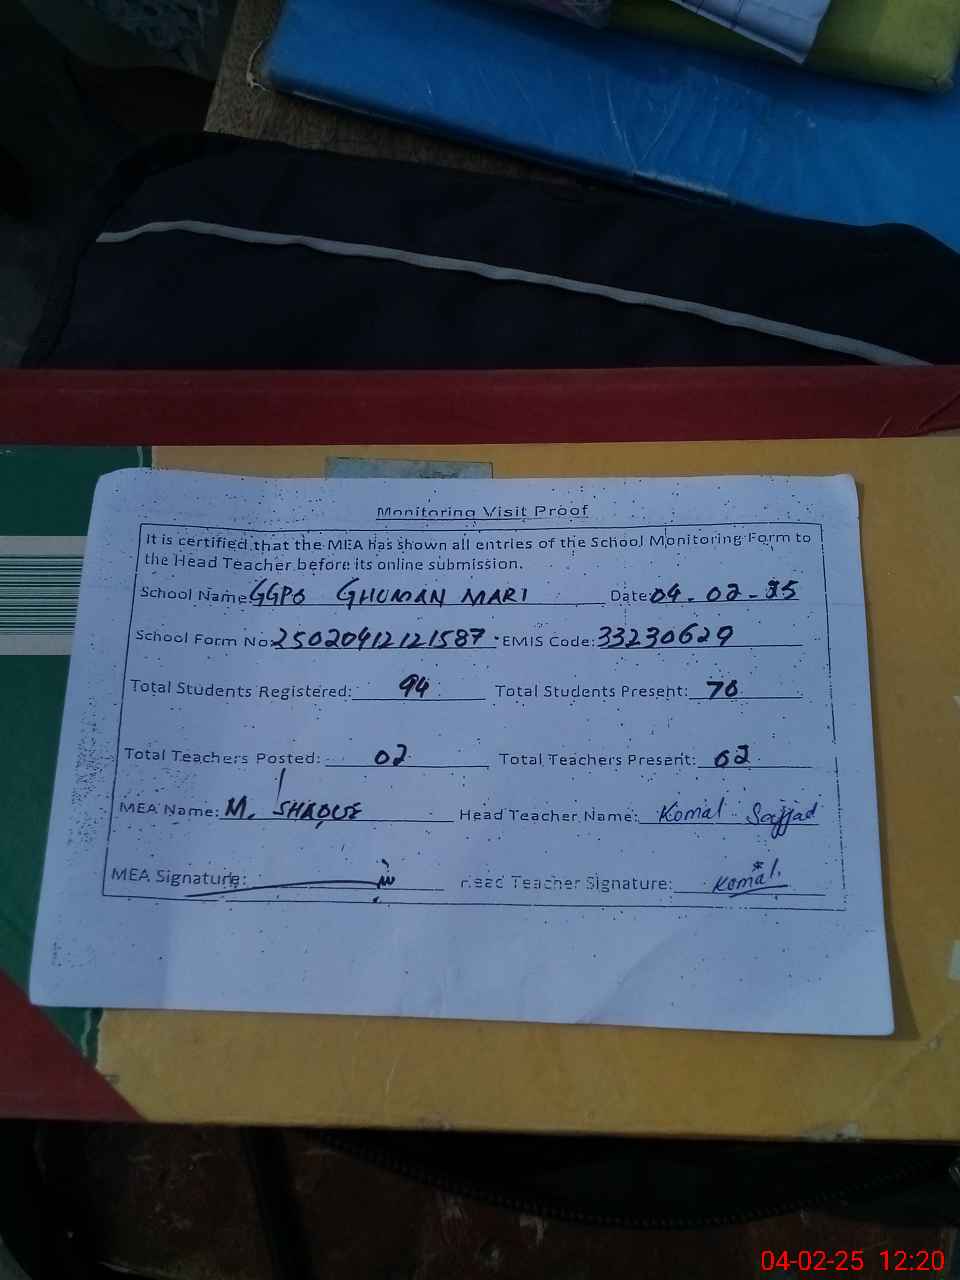 Monitoring Visit Proof
It is certified that the MEA has shown all entries of the School Monitoring Form to
the Head Teacher before its online submission.
School Name: GGPS GHUMAN MARI Date: 04-02-25
School Form No: 25020412121587 EMIS Code: 33230629
Total Students Registered: 94 Total Students Present: 76
Total Teachers Posted: 02 Total Teachers Present: 02
MEA Name: M. SHAQUE Head Teacher Name: Komal Sajjad
MEA Signature: Head Teacher Signature: Komal
04-02-25 12:20